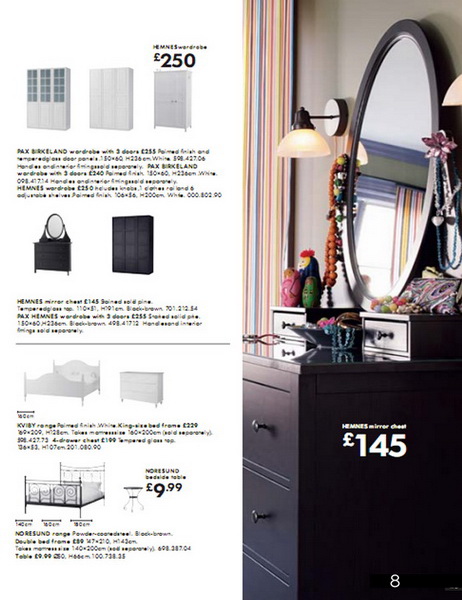 HEMNES wardrobe
£250
PAX BIRKELAND wardrobe with 3 doors £255 Painted finish and
tempered glass door panels. 150×60, H236cm. White. 598.427.06
Handles and interior fittings sold separately. PAX BIRKELAND
wardrobe with 3 doors £240 Painted finish. 150×60, H236cm. White.
098.417.14 Handles and interior fittings sold separately.
HEMNES wardrobe £250 Includes knobs, 1 clothes rail and 6
adjustable shelves Painted finish. 106×56, H200cm. White. 000.802.90
HEMNES mirror chest £145 Stained solid pine.
Tempered glass top. 110×51, H191cm. Black-brown. 701.212.54
PAX HEMNES wardrobe with 3 doors £255 Stained solid pine.
150×60, H236cm. Black-brown. 498.417.12 Handles and interior
fittings sold separately.
160cm
KVIBY range Painted finish. White. King-size bed frame £229
169×209, H128cm. Takes mattress size 160×200cm (sold separately).
598.427.73 4-drawer chest £199 Tempered glass top.
136×53, H107cm. 201.080.90
NORESUND
bedside table
£9.99
140cm 160cm 180cm
NORESUND range Powder-coated steel. Black-brown.
Double bed frame £89 147×210, H143cm.
Takes mattress size 140×200cm (sold separately). 698.387.04
Table £9.99 Ø50, H66cm. 100.738.35
HEMNES mirror chest
£145
8